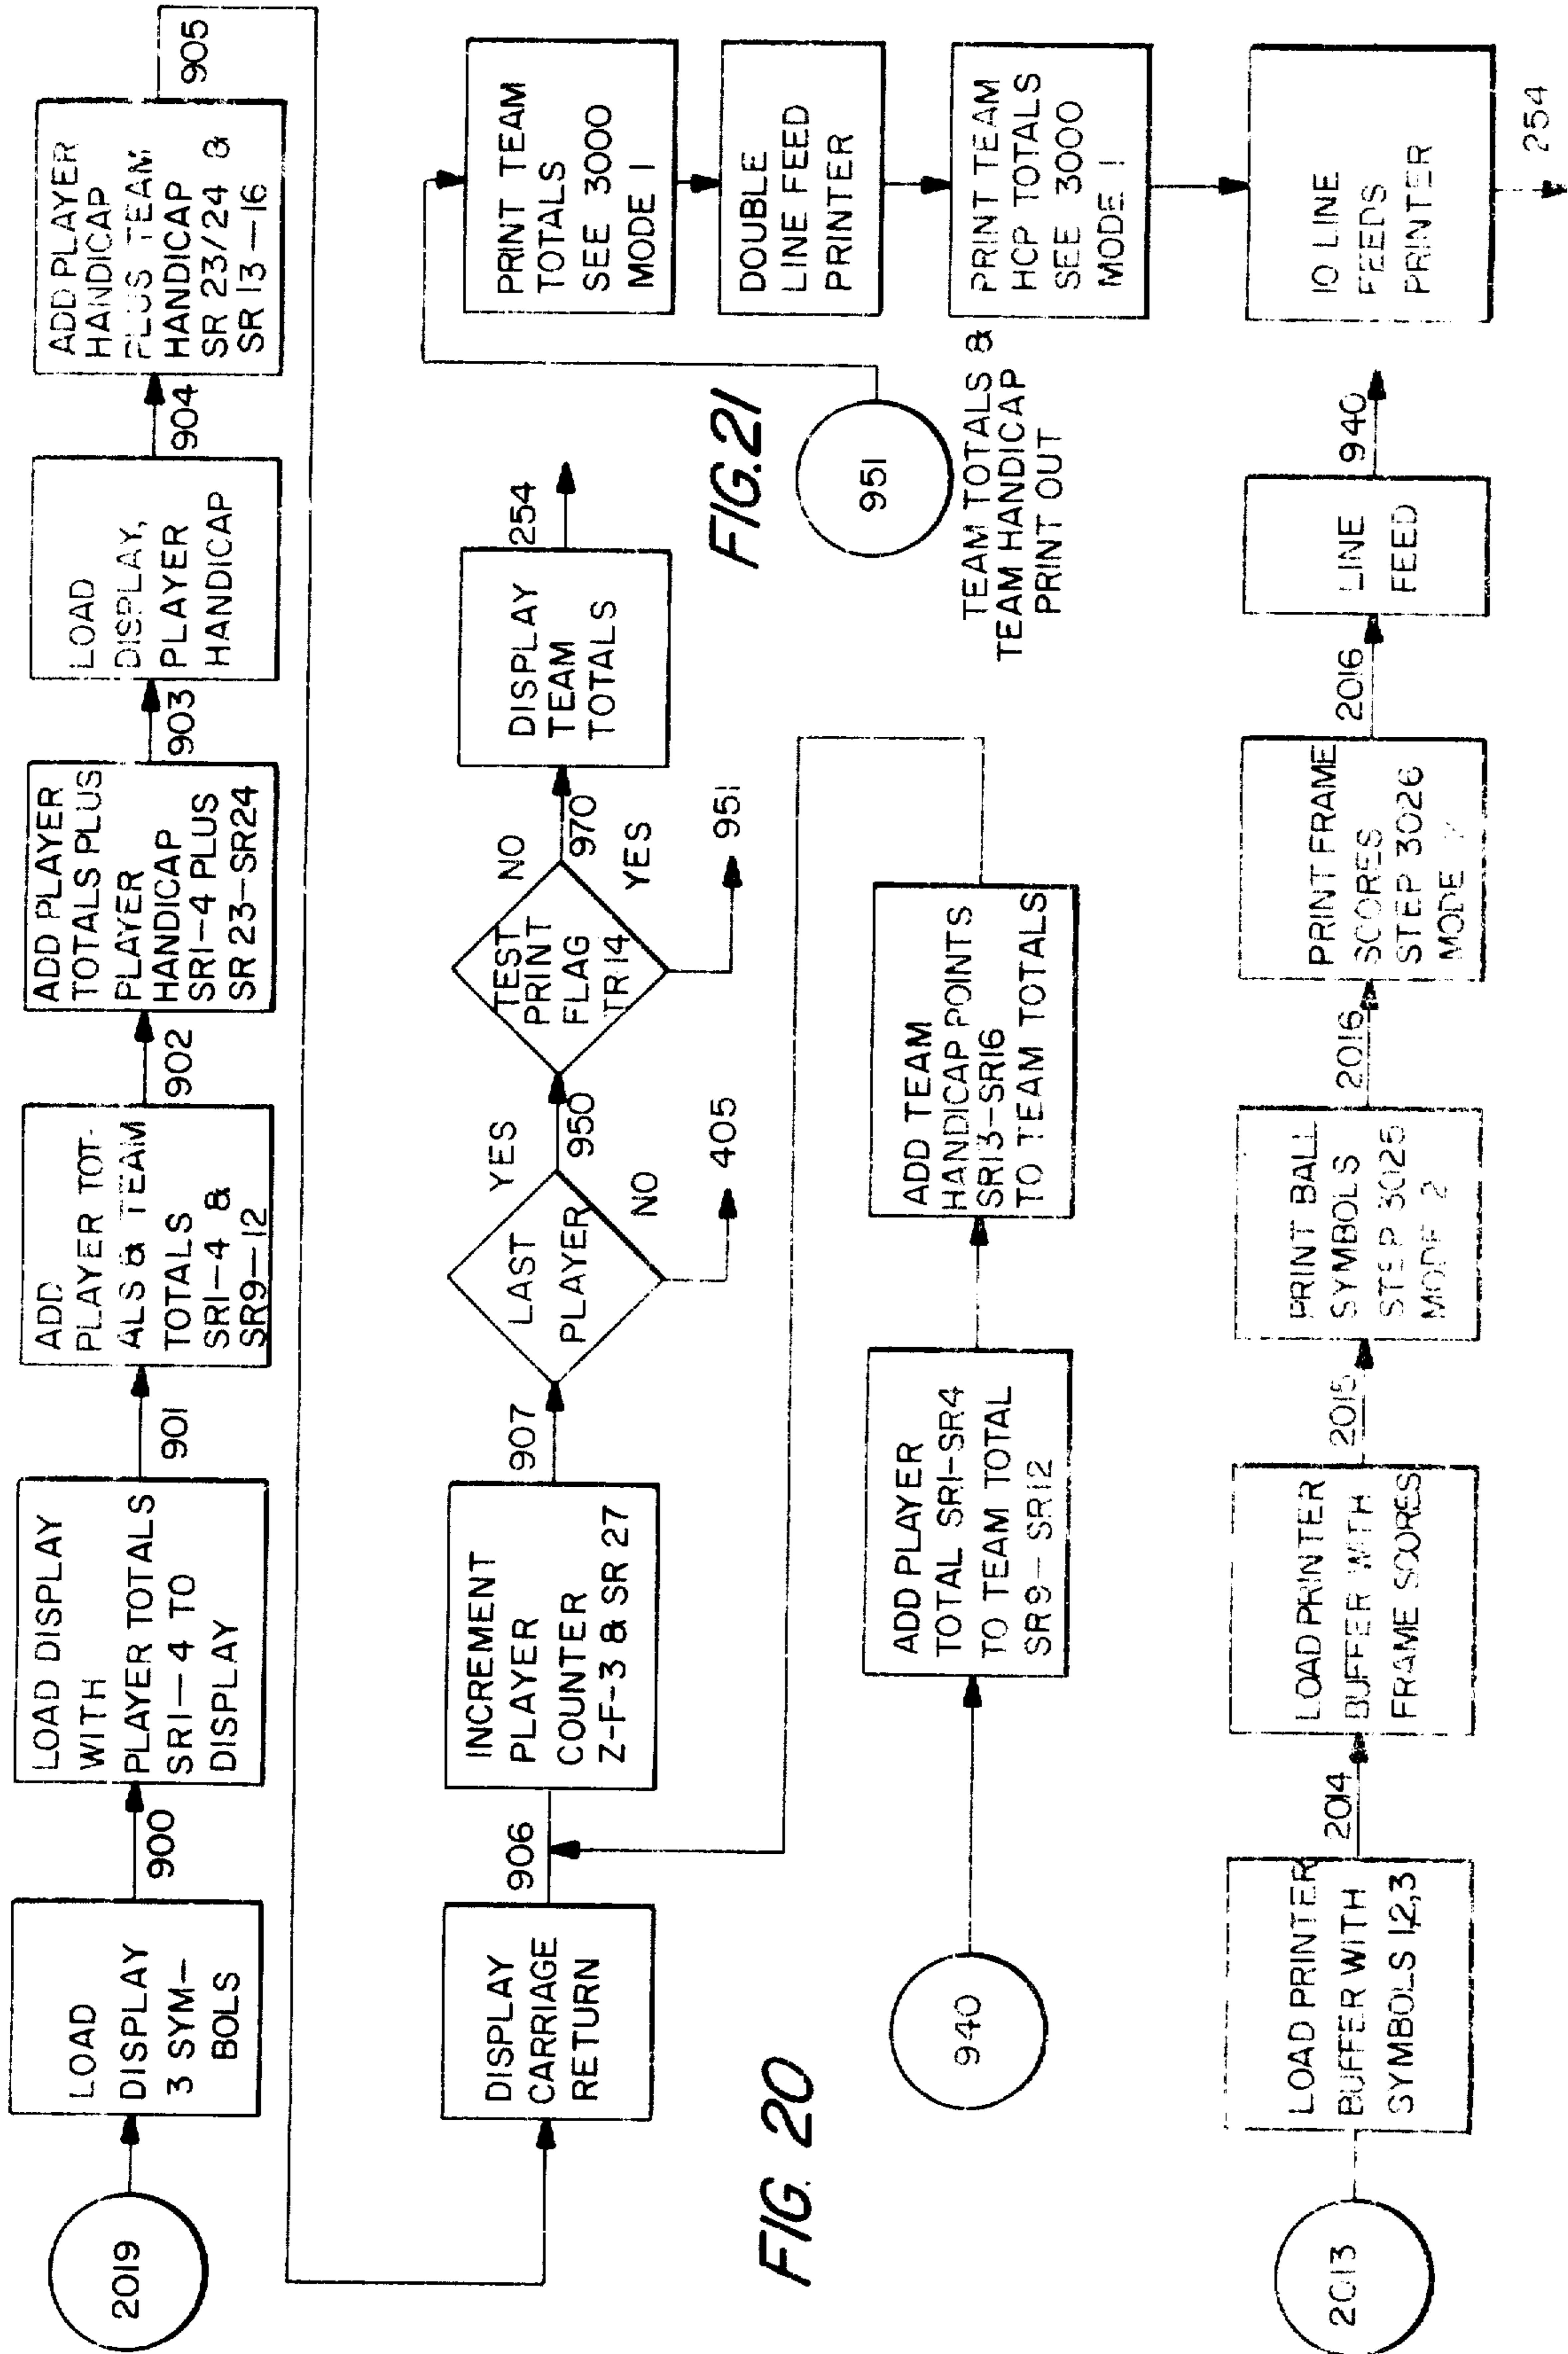 2019
LOAD
DISPLAY
3 SYM-
BOLS
900
LOAD DISPLAY
WITH
PLAYER TOTALS
SR1-4 TO
DISPLAY
901
ADD
PLAYER TOT-
ALS & TEAM
TOTALS
SR1-4 &
SR9-12
902
ADD PLAYER
TOTALS PLUS
PLAYER
HANDICAP
SR1-4 PLUS
SR 23-SR24
903
LOAD
DISPLAY,
PLAYER
HANDICAP
904
ADD PLAYER
HANDICAP
PLUS TEAM
HANDICAP
SR 23/24 &
SR 13-16
905
DISPLAY
CARRIAGE
RETURN
906
INCREMENT
PLAYER
COUNTER
Z-F-3 & SR 27
907
LAST
PLAYER
YES
950
NO
405
TEST
PRINT
FLAG
TR14
NO
970
YES
951
DISPLAY
TEAM
TOTALS
254
FIG. 20
940
ADD PLAYER
TOTAL SR1-SR4
TO TEAM TOTAL
SR9-SR12
ADD TEAM
HANDICAP POINTS
SR13-SR16
TO TEAM TOTALS
2013
LOAD PRINTER
BUFFER WITH
SYMBOLS 1,2,3
2014
LOAD PRINTER
BUFFER WITH
FRAME SCORES
2015
PRINT BALL
SYMBOLS
STEP 3025
MODE 2
2016
PRINT FRAME
SCORES
STEP 3026
MODE
2016
LINE
FEED
940
FIG.21
951
TEAM TOTALS &
TEAM HANDICAP
PRINT OUT
PRINT TEAM
TOTALS
SEE 3000
MODE 1
DOUBLE
LINE FEED
PRINTER
PRINT TEAM
HCP TOTALS
SEE 3000
MODE 1
10 LINE
FEEDS
PRINTER
254